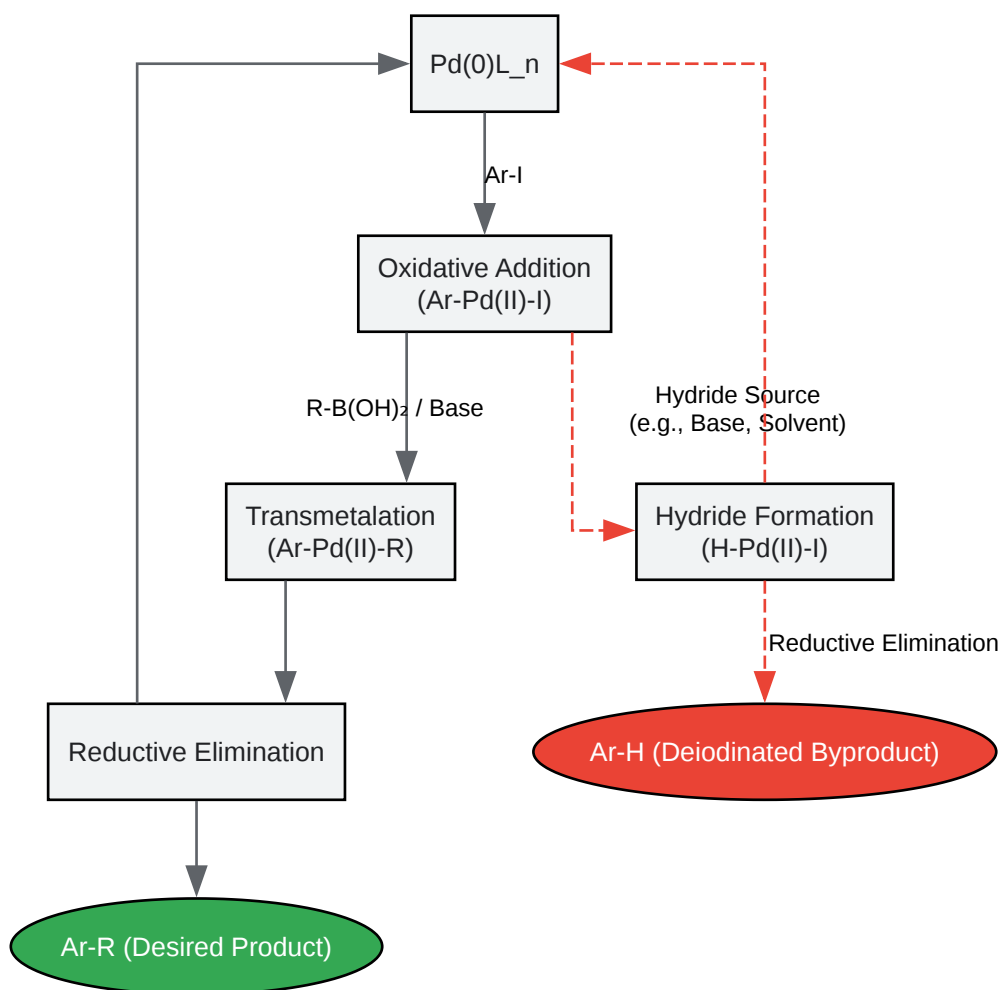 Pd(0)L_n
Ar-I
Oxidative Addition
(Ar-Pd(II)-I)
R-B(OH)₂ / Base
Hydride Source
(e.g., Base, Solvent)
Transmetalation
(Ar-Pd(II)-R)
Hydride Formation
(H-Pd(II)-I)
Reductive Elimination
Reductive Elimination
Ar-H (Deiodinated Byproduct)
Ar-R (Desired Product)